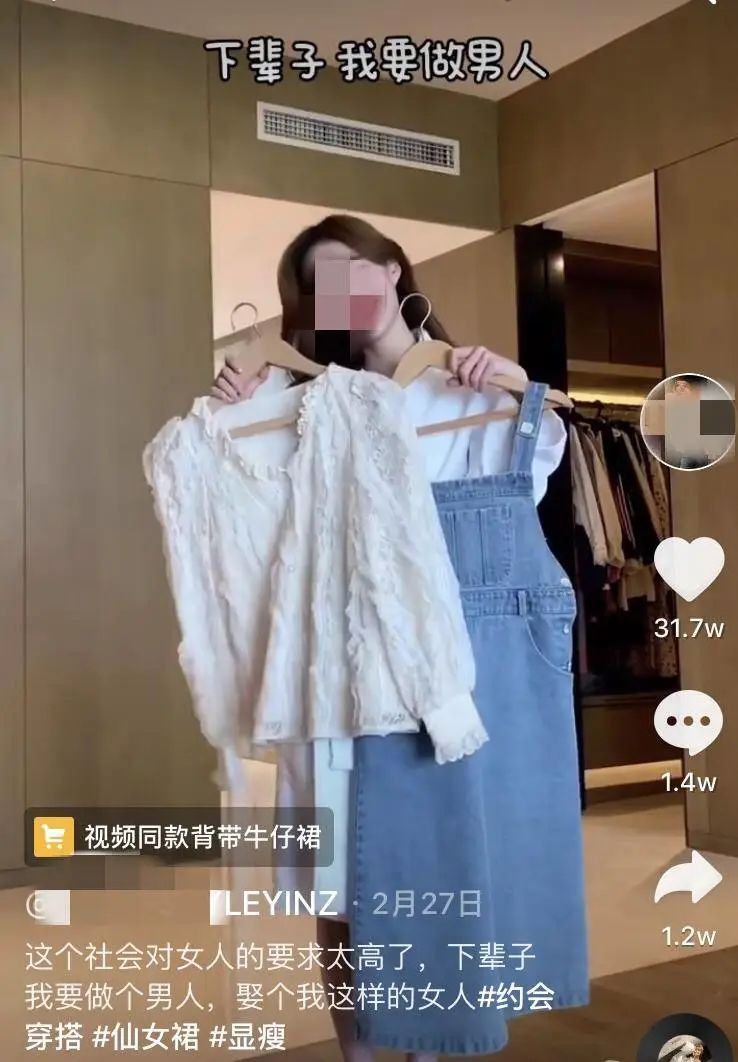 下辈子 我要做男人
31.7w
1.4w
视频同款背带牛仔裙
LEYINZ · 2月27日
1.2w
这个社会对女人的要求太高了，下辈子
我要做个男人，娶个我这样的女人#约会
穿搭 #仙女裙 #显瘦